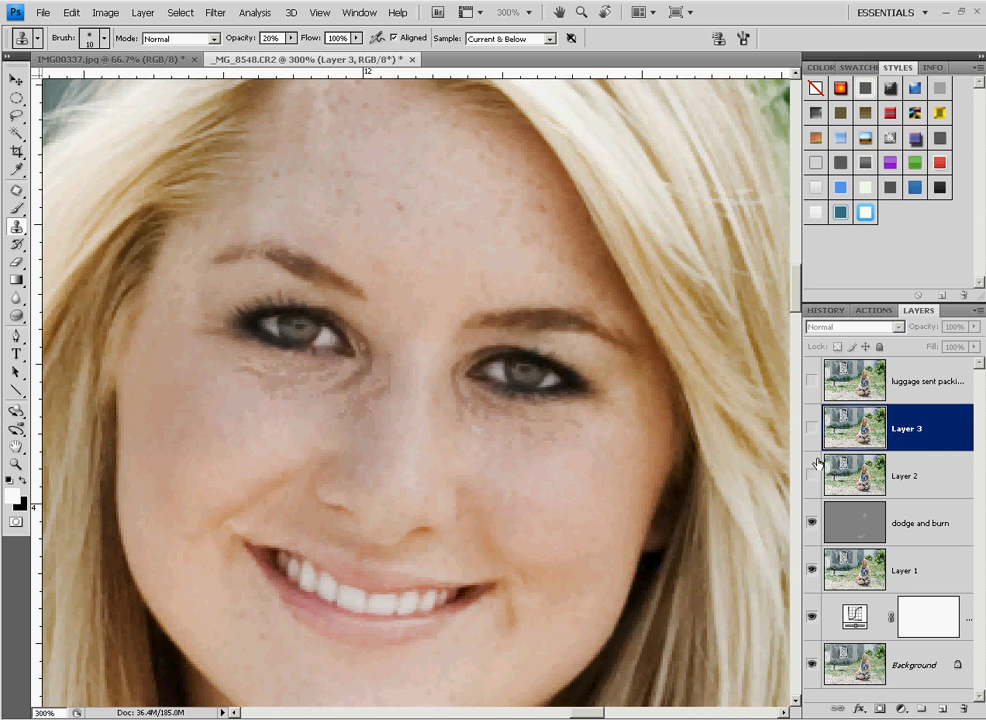 Ps File Edit Image Layer Select Filter Analysis 3D View Window Help Br 300% ESSENTIALS
Brush: 10 Mode: Normal Opacity: 20% Flow: 100% Aligned Sample: Current & Below
IMG00337.jpg @ 66.7% (RGB/8) * × _MG_8548.CR2 @ 300% (Layer 3, RGB/8*) * ×
12
4
COLOR SWATCHE STYLES INFO
HISTORY ACTIONS LAYERS
Normal Opacity: 100%
Lock: Fill: 100%
luggage sent packi...
Layer 3
Layer 2
dodge and burn
Layer 1
...
Background
300% Doc: 36.4M/185.0M